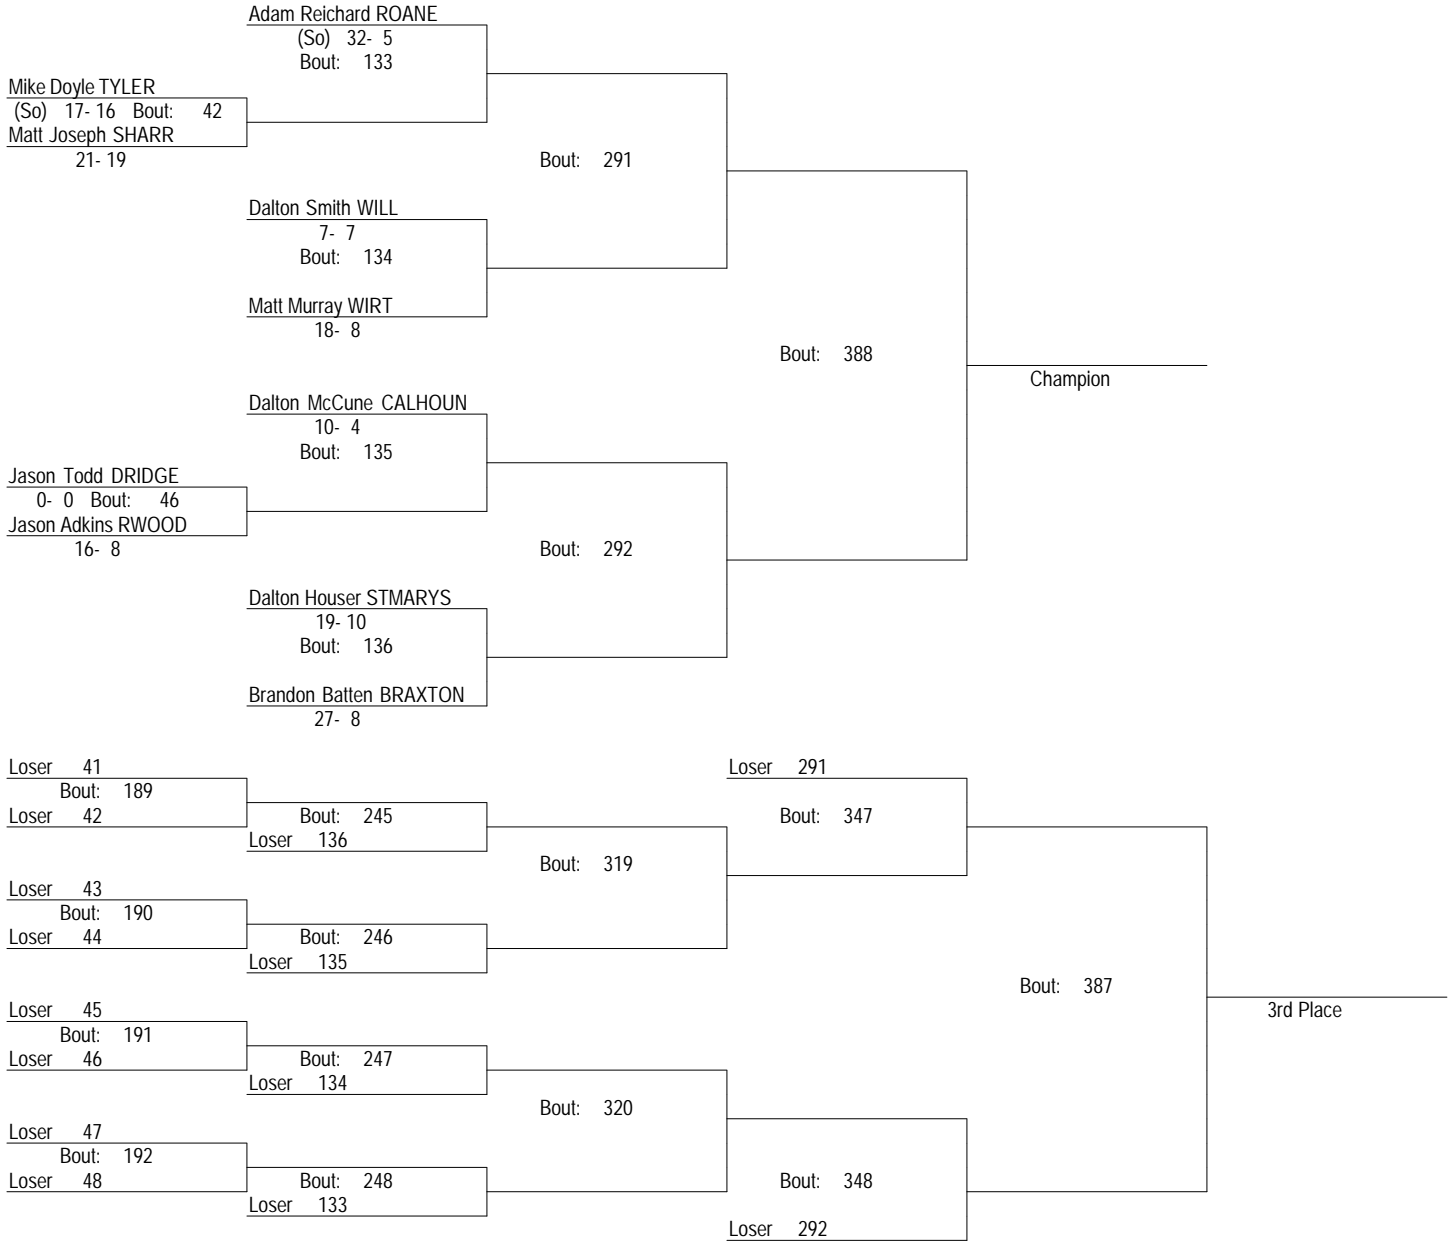 Adam Reichard ROANE
(So) 32- 5
Bout: 133
Mike Doyle TYLER
(So) 17- 16 Bout: 42
Matt Joseph SHARR
21- 19
Bout: 291
Dalton Smith WILL
7- 7
Bout: 134
Matt Murray WIRT
18- 8
Bout: 388
Champion
Dalton McCune CALHOUN
10- 4
Bout: 135
Jason Todd DRIDGE
0- 0 Bout: 46
Jason Adkins RWOOD
16- 8
Bout: 292
Dalton Houser STMARYS
19- 10
Bout: 136
Brandon Batten BRAXTON
27- 8
Loser 41
Bout: 189
Loser 42
Bout: 245
Loser 136
Loser 291
Bout: 347
Bout: 319
Loser 43
Bout: 190
Loser 44
Bout: 246
Loser 135
Bout: 387
3rd Place
Loser 45
Bout: 191
Loser 46
Bout: 247
Loser 134
Bout: 320
Loser 47
Bout: 192
Loser 48
Bout: 248
Loser 133
Bout: 348
Loser 292